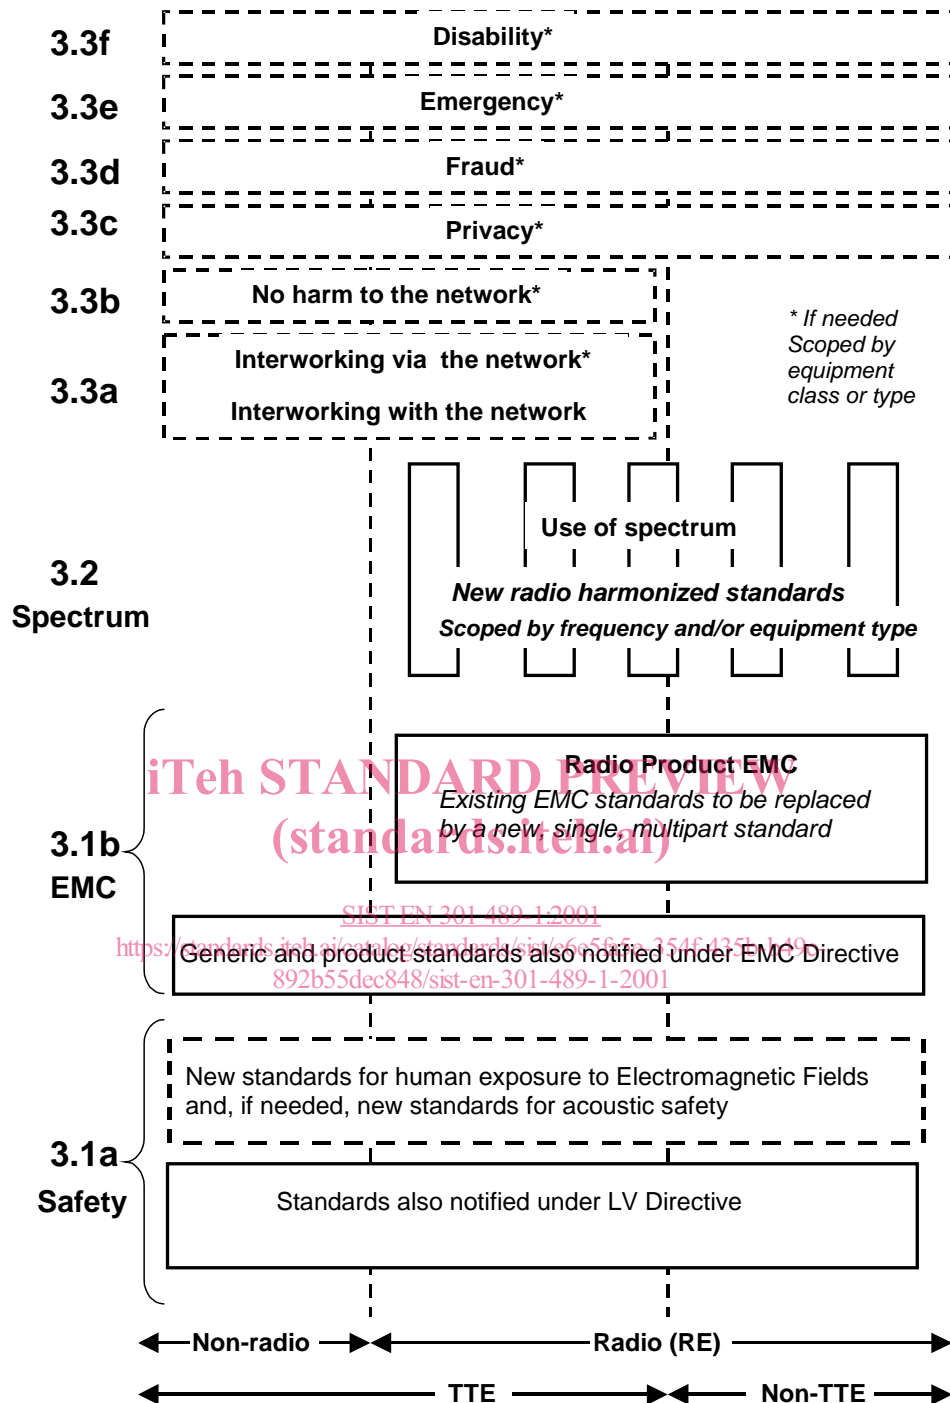 3.3f
Disability*
3.3e
Emergency*
3.3d
Fraud*
3.3c
Privacy*
3.3b
No harm to the network*
3.3a
Interworking via the network*
Interworking with the network
* If needed
Scoped by
equipment
class or type
3.2
Spectrum
Use of spectrum
New radio harmonized standards
Scoped by frequency and/or equipment type
3.1b
EMC
Radio Product EMC
Existing EMC standards to be replaced
by a new, single, multipart standard
iTeh STANDARD PREVIEW
(standards.iteh.ai)
SIST EN 301 489-1:2001
Generic and product standards also notified under EMC Directive
892b55dec848/sist-en-301-489-1-2001
3.1a
Safety
New standards for human exposure to Electromagnetic Fields
and, if needed, new standards for acoustic safety
Standards also notified under LV Directive
Non-radio
Radio (RE)
TTE
Non-TTE